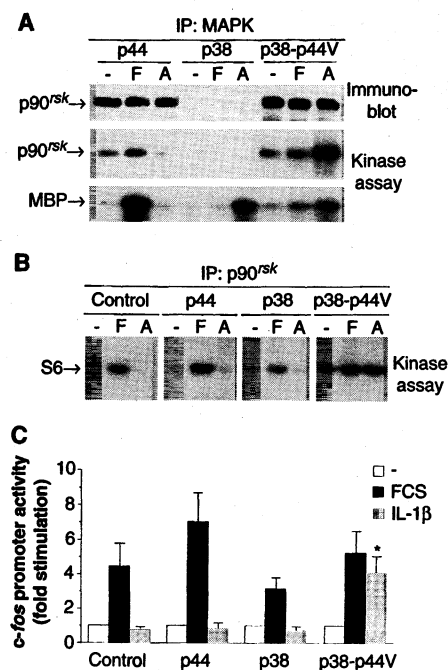 A
IP: MAPK
p44 p38 p38-p44V
- F A - F A - F A
p90rsk→ Immuno-
blot
p90rsk→ Kinase
assay
MBP→
B
IP: p90rsk
Control p44 p38 p38-p44V
- F A - F A - F A - F A
S6→ Kinase
assay
C
c-fos promoter activity
(fold stimulation)
10
8
6
4
2
0
-
FCS
IL-1β
*
Control p44 p38 p38-p44V